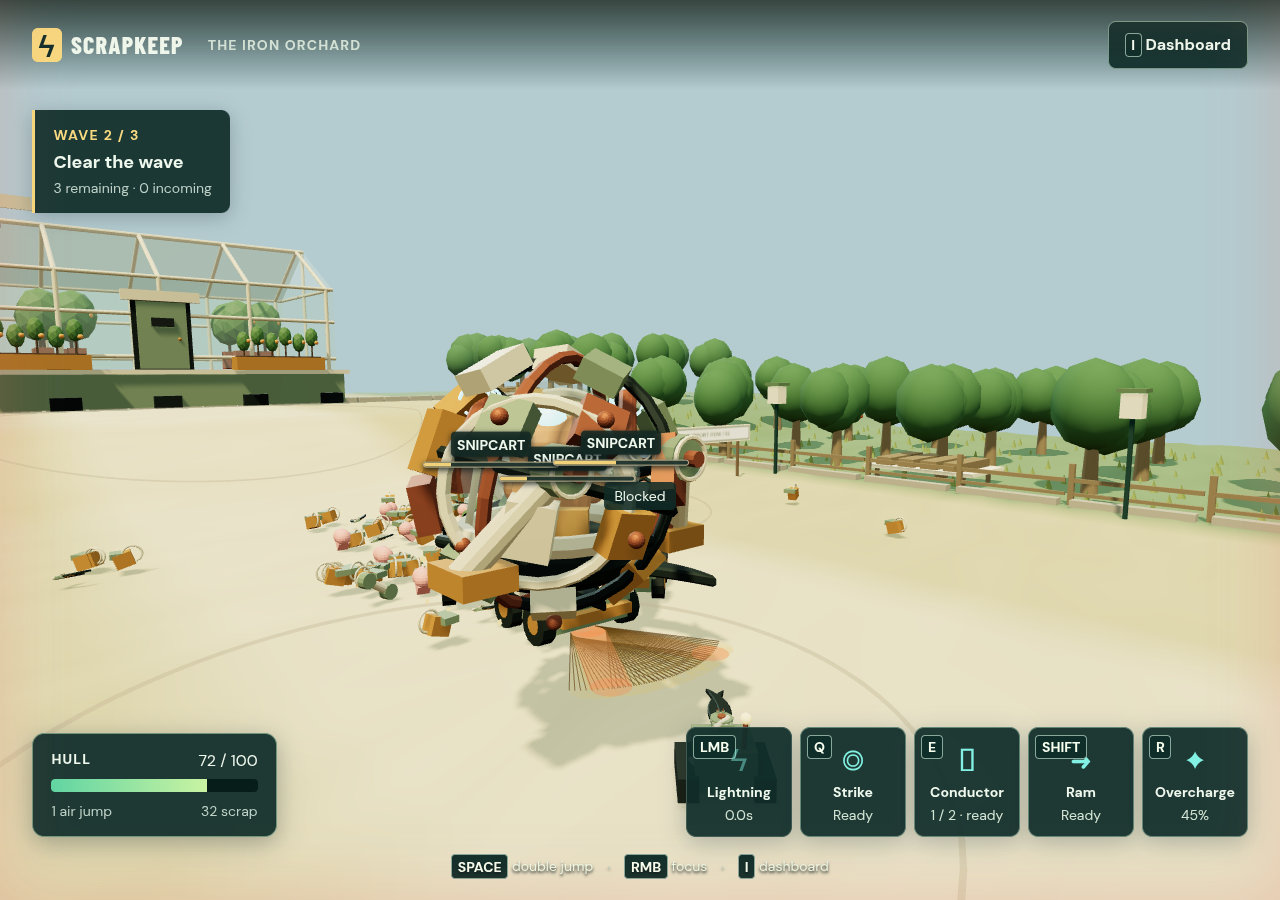 SCRAPKEEP
THE IRON ORCHARD
I Dashboard
WAVE 2 / 3
Clear the wave
3 remaining · 0 incoming
SNIPCART
SNIPCART
SNIPCART
Blocked
HULL 72 / 100
1 air jump 32 scrap
LMB
Lightning
0.0s
Q
Strike
Ready
E
Conductor
1 / 2 · ready
SHIFT
Ram
Ready
R
Overcharge
45%
SPACE double jump · RMB focus · I dashboard